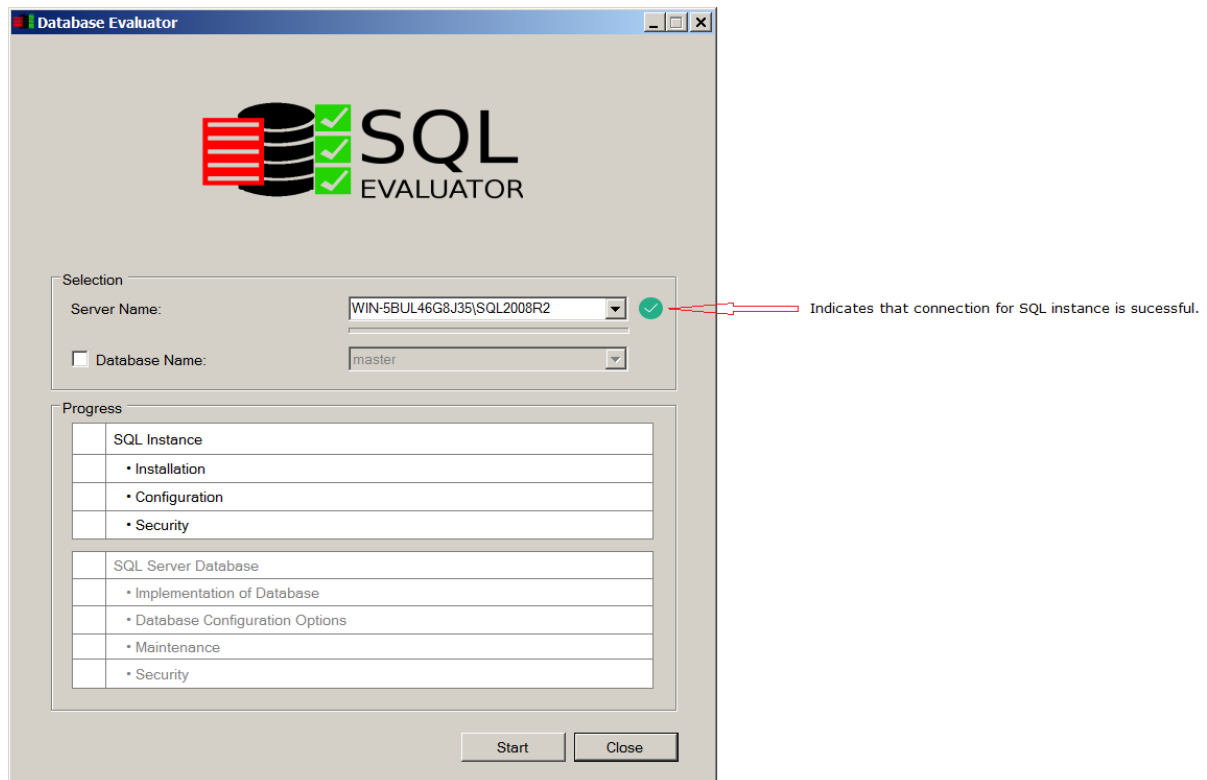 Database Evaluator
SQL
EVALUATOR
Selection
Server Name:
WIN-5BUL46G8J35\SQL2008R2
Indicates that connection for SQL instance is sucessful.
Database Name:
master
Progress
SQL Instance
• Installation
• Configuration
• Security
SQL Server Database
• Implementation of Database
• Database Configuration Options
• Maintenance
• Security
Start
Close